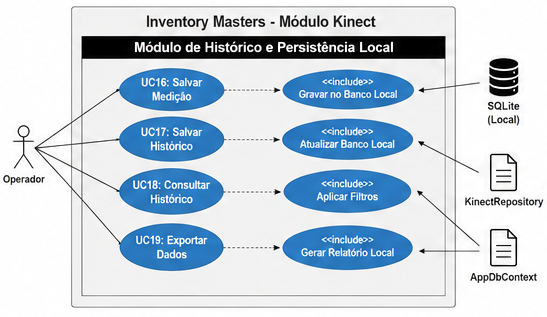 Inventory Masters - Módulo Kinect
Módulo de Histórico e Persistência Local
UC16: Salvar
Medição
<<include>>
Gravar no Banco Local
SQLite
(Local)
UC17: Salvar
Histórico
<<include>>
Atualizar Banco Local
Operador
UC18: Consultar
Histórico
<<include>>
Aplicar Filtros
KinectRepository
UC19: Exportar
Dados
<<include>>
Gerar Relatório Local
AppDbContext